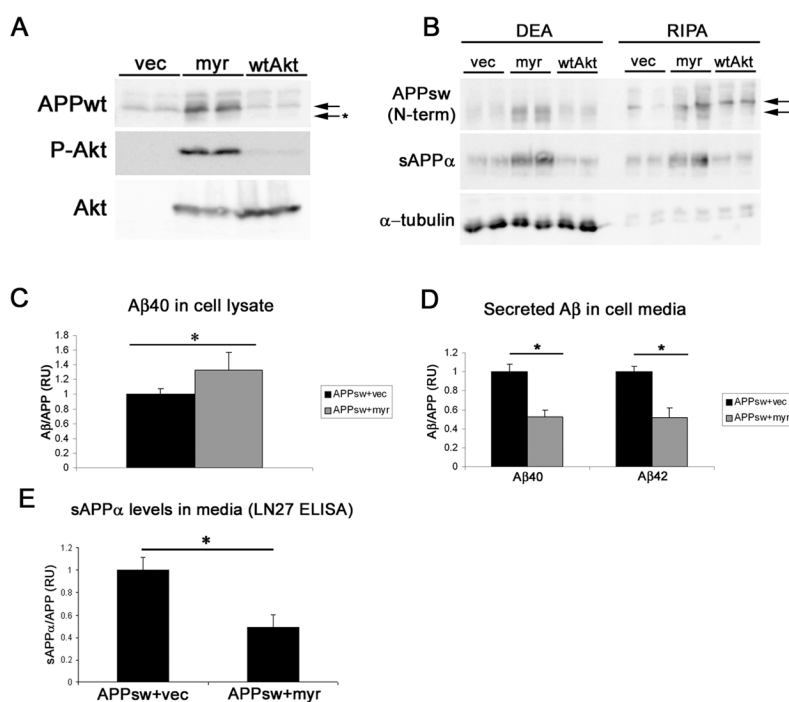 A
vec myr wtAkt
APPwt
*
P-Akt
Akt
B
DEA RIPA
vec myr wtAkt vec myr wtAkt
APPsw
(N-term)
sAPPα
α-tubulin
C
Aβ40 in cell lysate
Aβ/APP (RU)
1.8
1.6
1.4
1.2
1
0.8
0.6
0.4
0.2
0
*
APPsw+vec
APPsw+myr
D
Secreted Aβ in cell media
Aβ/APP (RU)
1.2
1
0.8
0.6
0.4
0.2
0
* *
Aβ40 Aβ42
APPsw+vec
APPsw+myr
E
sAPPα levels in media (LN27 ELISA)
sAPPα/APP (RU)
1.2
1
0.8
0.6
0.4
0.2
0
*
APPsw+vec APPsw+myr